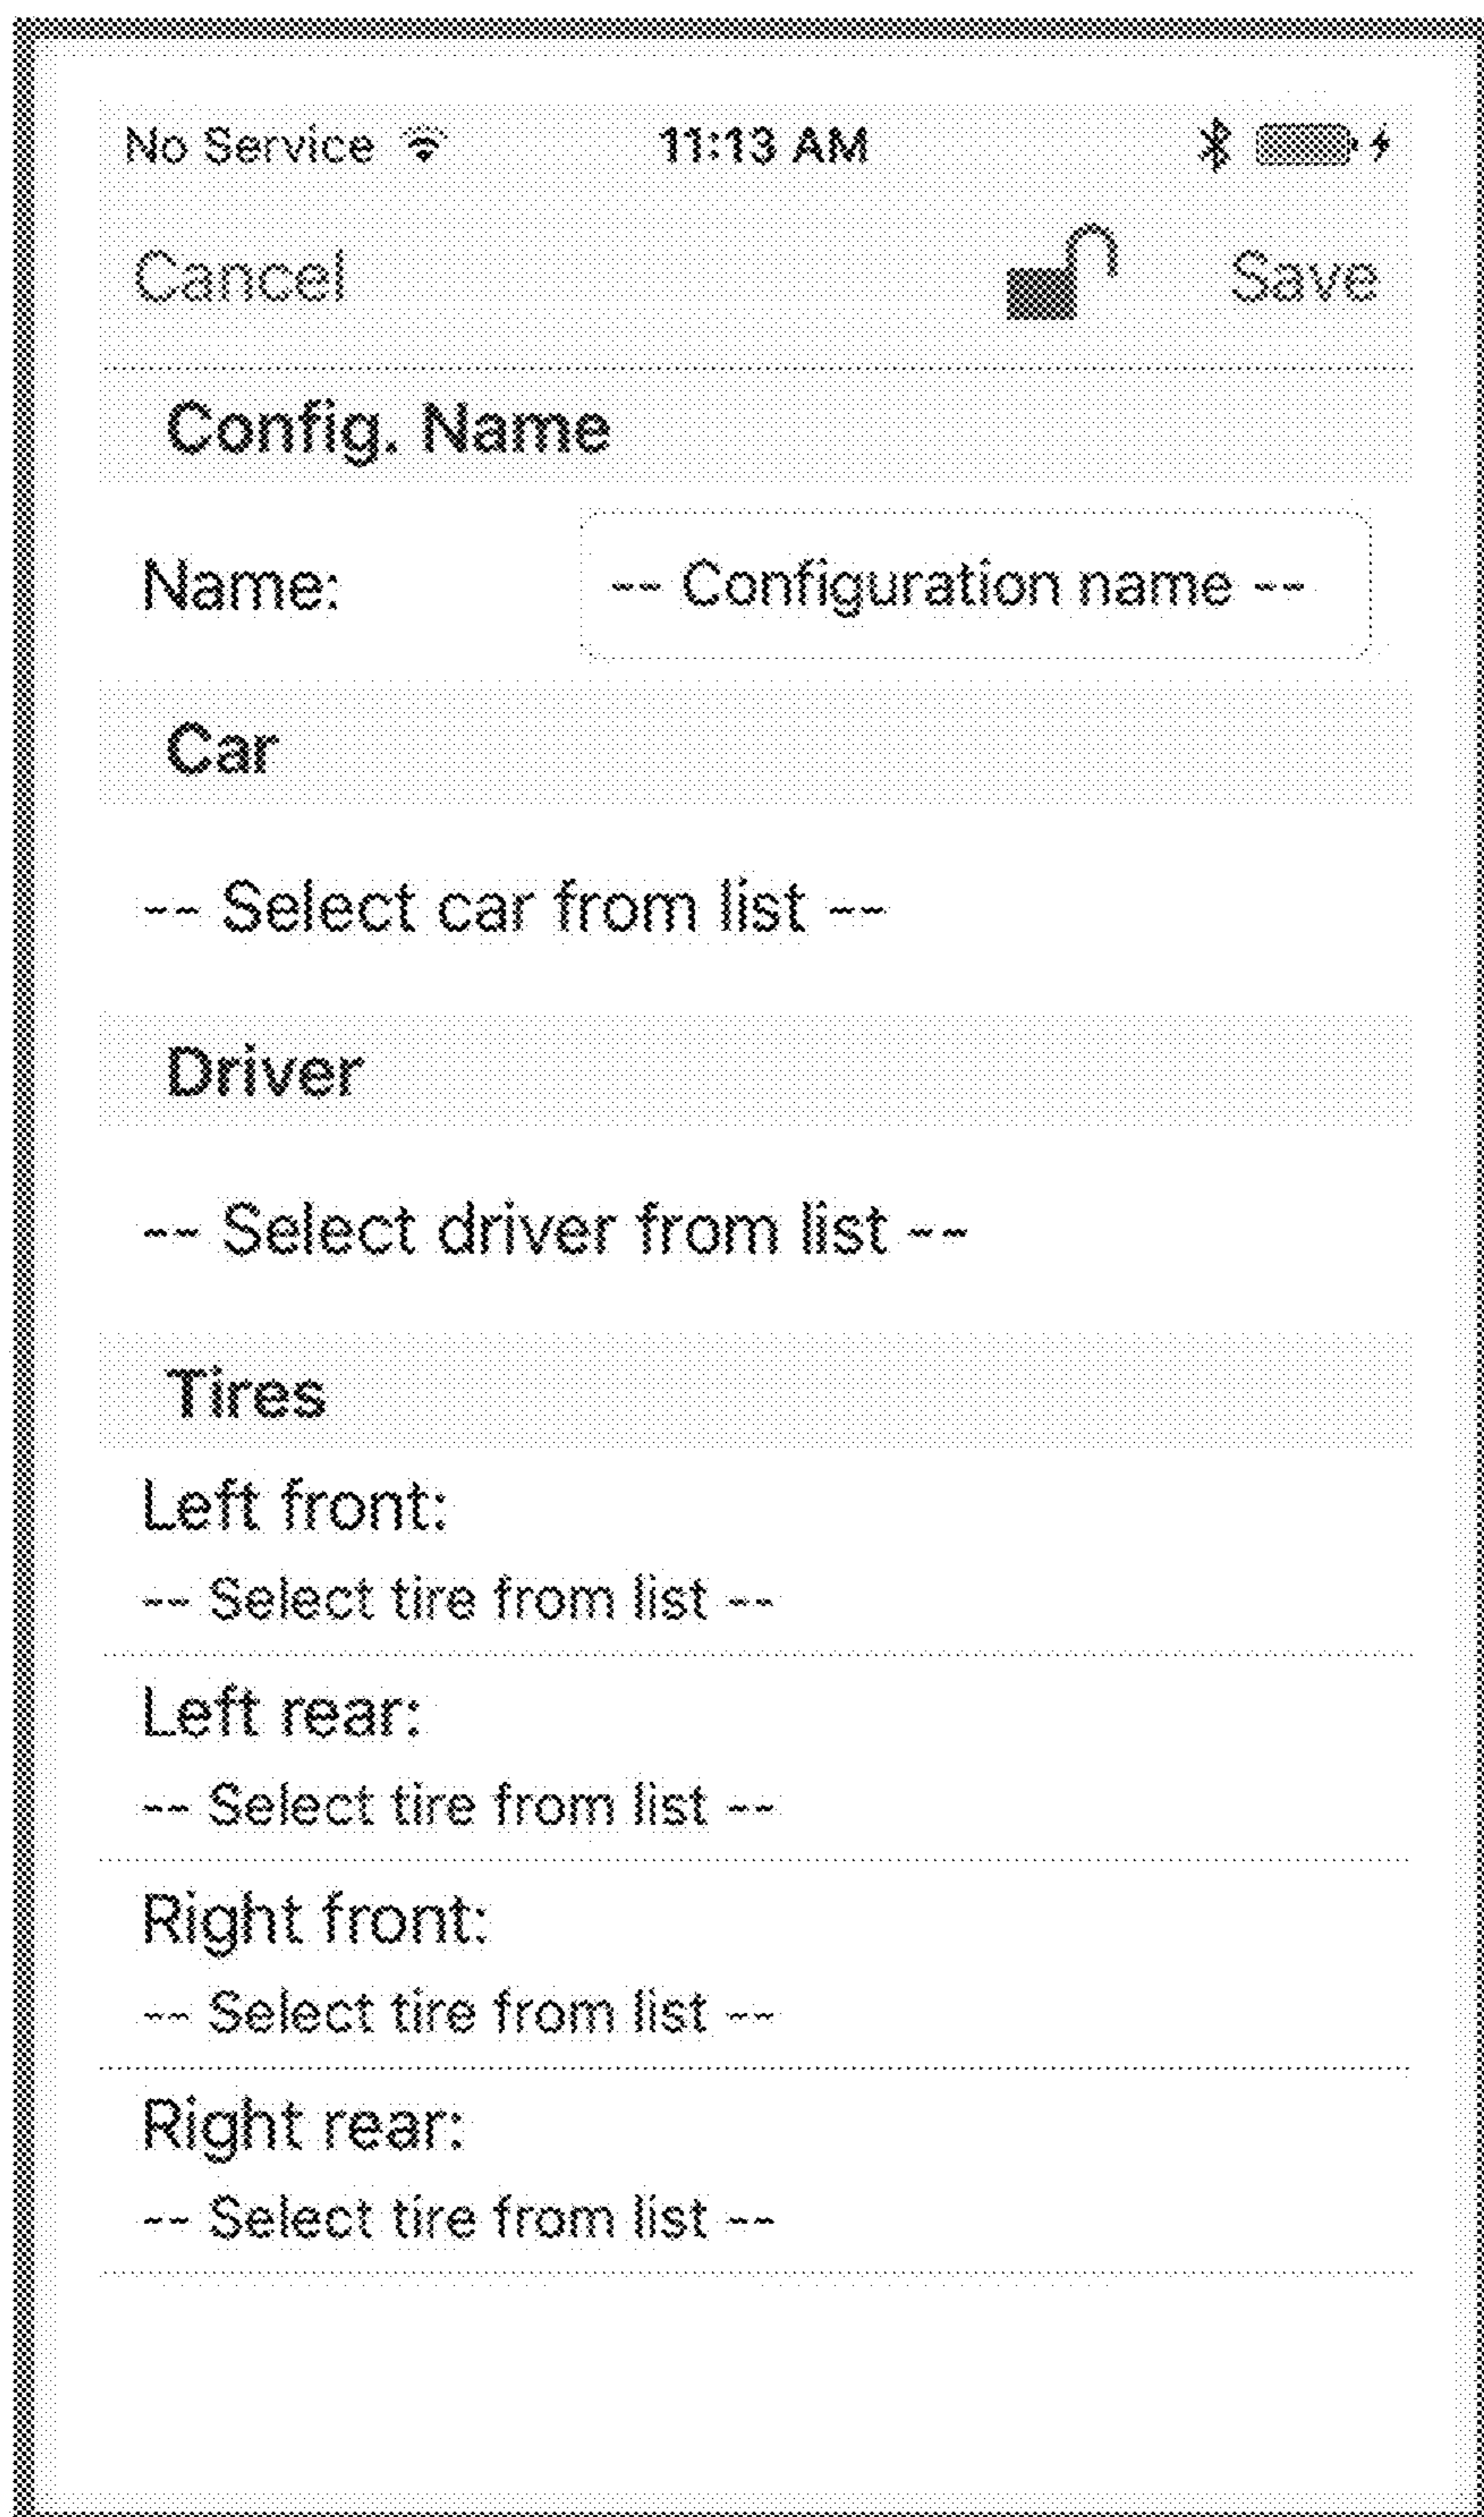 No Service 11:13 AM
Cancel Save
Config. Name
Name: -- Configuration name --
Car
-- Select car from list --
Driver
-- Select driver from list --
Tires
Left front:
-- Select tire from list --
Left rear:
-- Select tire from list --
Right front:
-- Select tire from list --
Right rear:
-- Select tire from list --